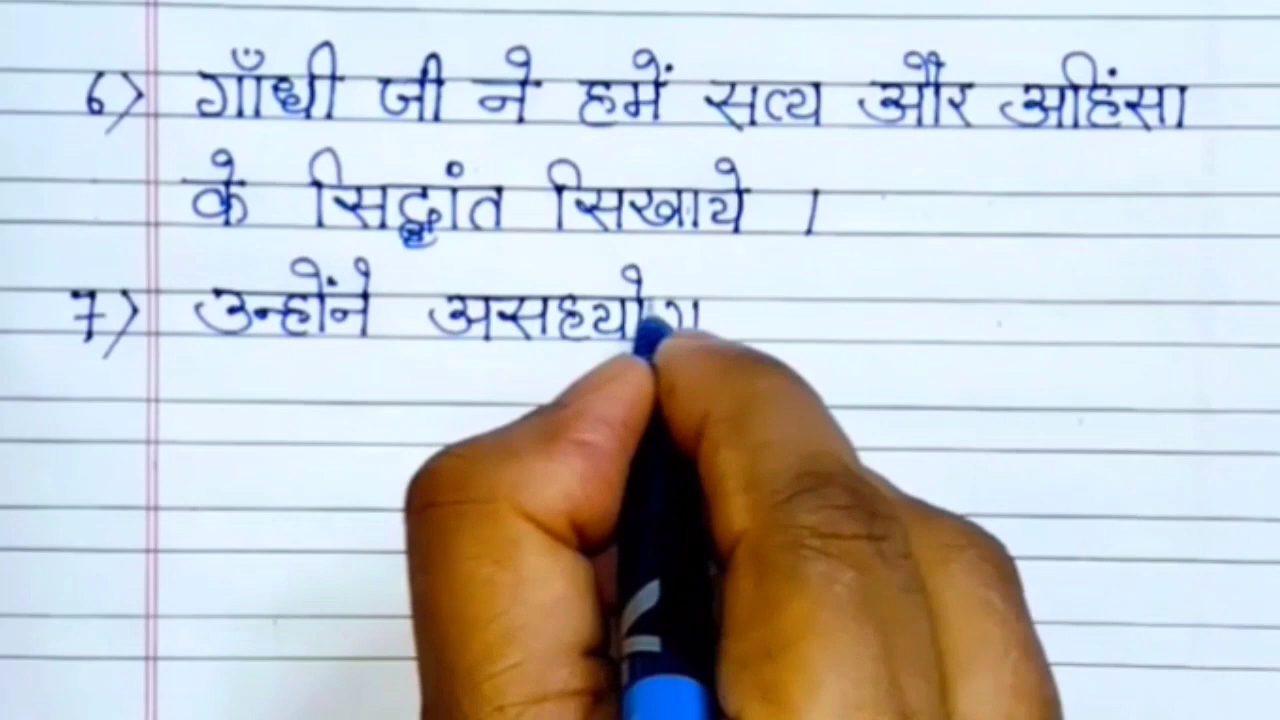 6) गाँधी जी ने हमें सत्य और अहिंसा
के सिद्धांत सिखाये ।
7) उन्होंने असहयोग